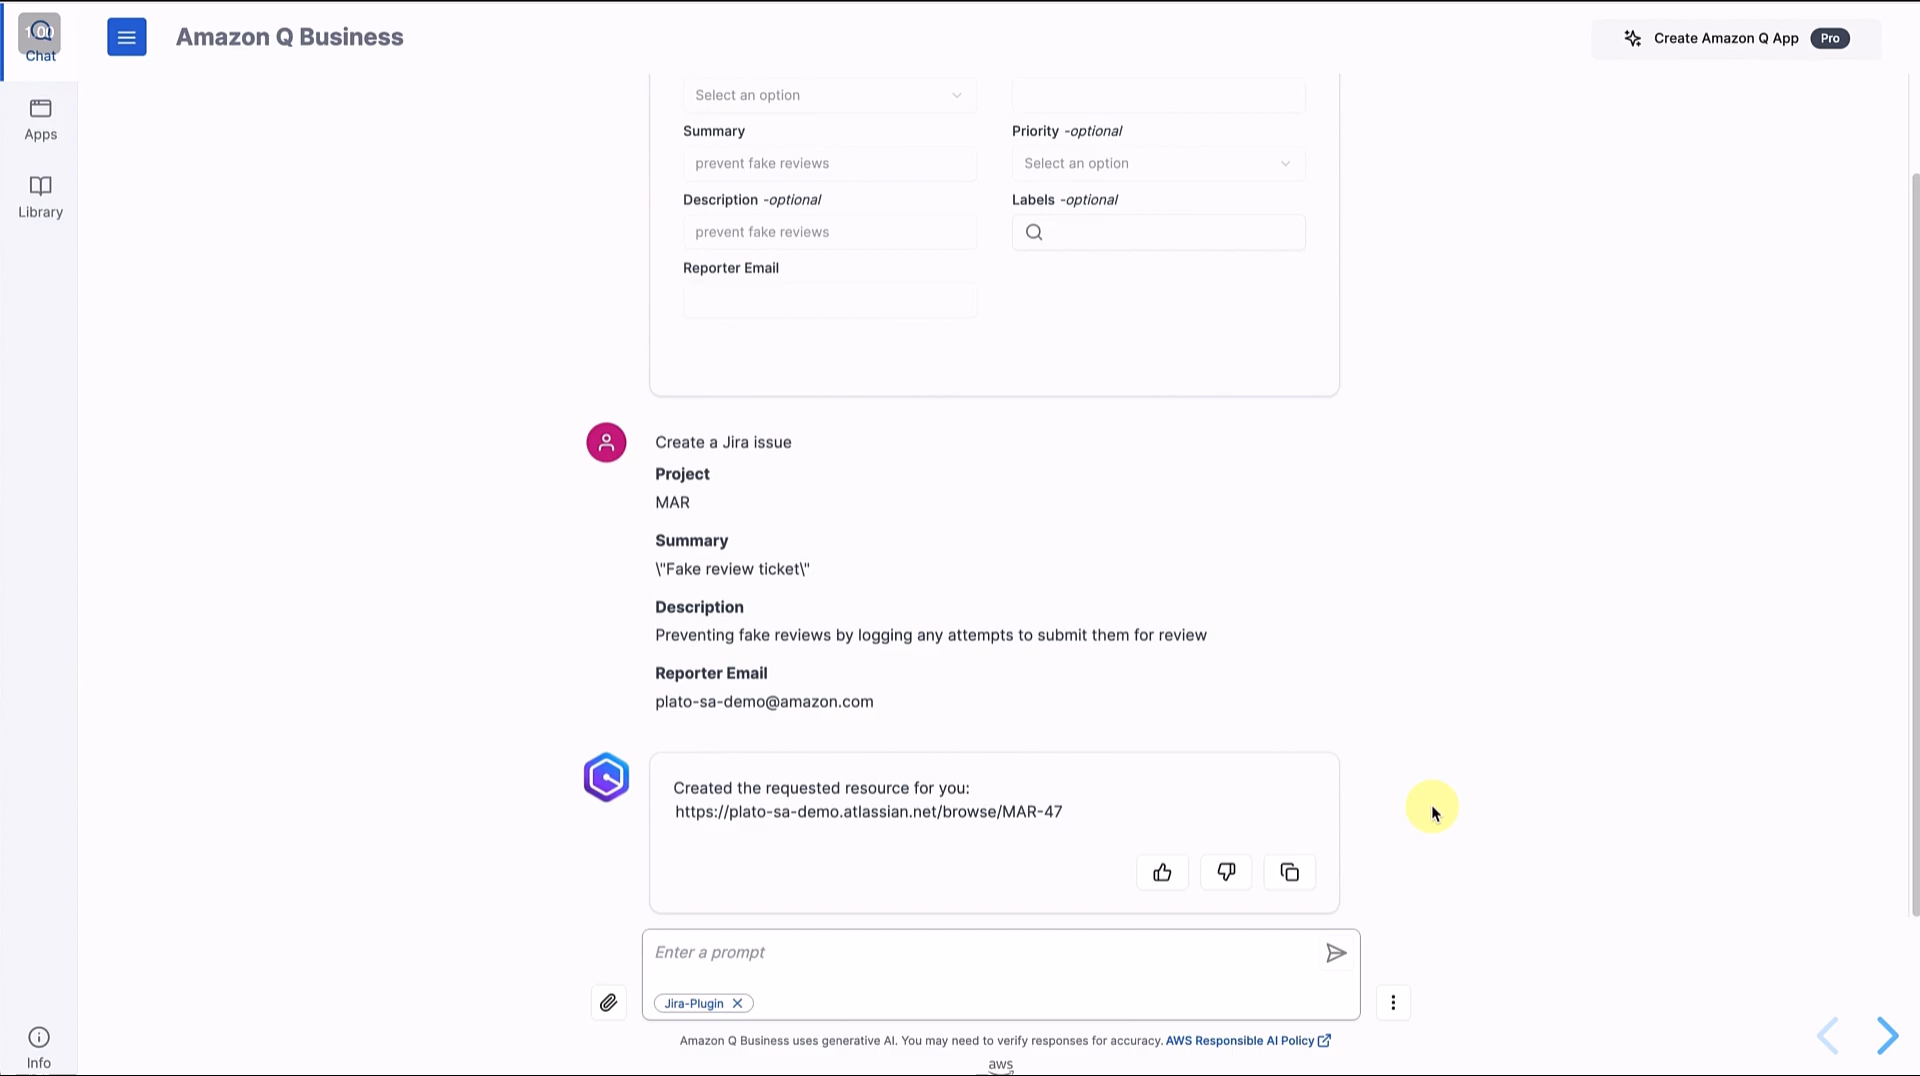 1:00
Chat
Amazon Q Business
Create Amazon Q App Pro
Apps
Library
Info
Select an option
Summary
Priority -optional
prevent fake reviews
Select an option
Description -optional
Labels -optional
prevent fake reviews
Reporter Email
Create a Jira issue
Project
MAR
Summary
\"Fake review ticket\"
Description
Preventing fake reviews by logging any attempts to submit them for review
Reporter Email
plato-sa-demo@amazon.com
Created the requested resource for you:
https://plato-sa-demo.atlassian.net/browse/MAR-47
Enter a prompt
Jira-Plugin
Amazon Q Business uses generative AI. You may need to verify responses for accuracy. AWS Responsible AI Policy
aws